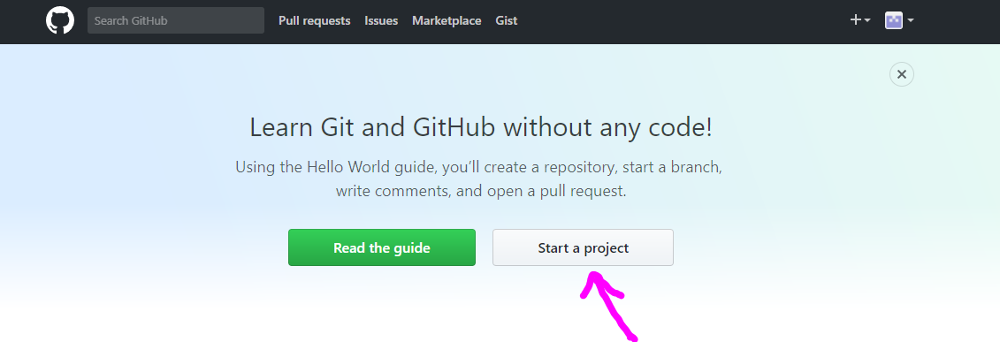 Search GitHub
Pull requests
Issues
Marketplace
Gist
Learn Git and GitHub without any code!
Using the Hello World guide, you’ll create a repository, start a branch,
write comments, and open a pull request.
Read the guide
Start a project